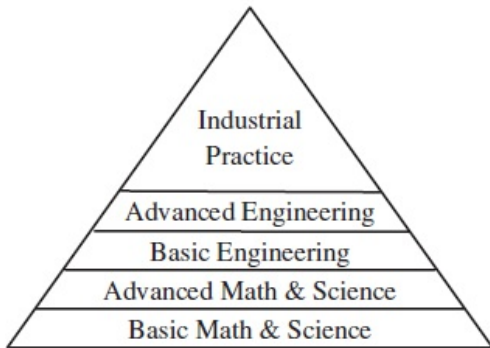 Industrial
Practice
Advanced Engineering
Basic Engineering
Advanced Math & Science
Basic Math & Science